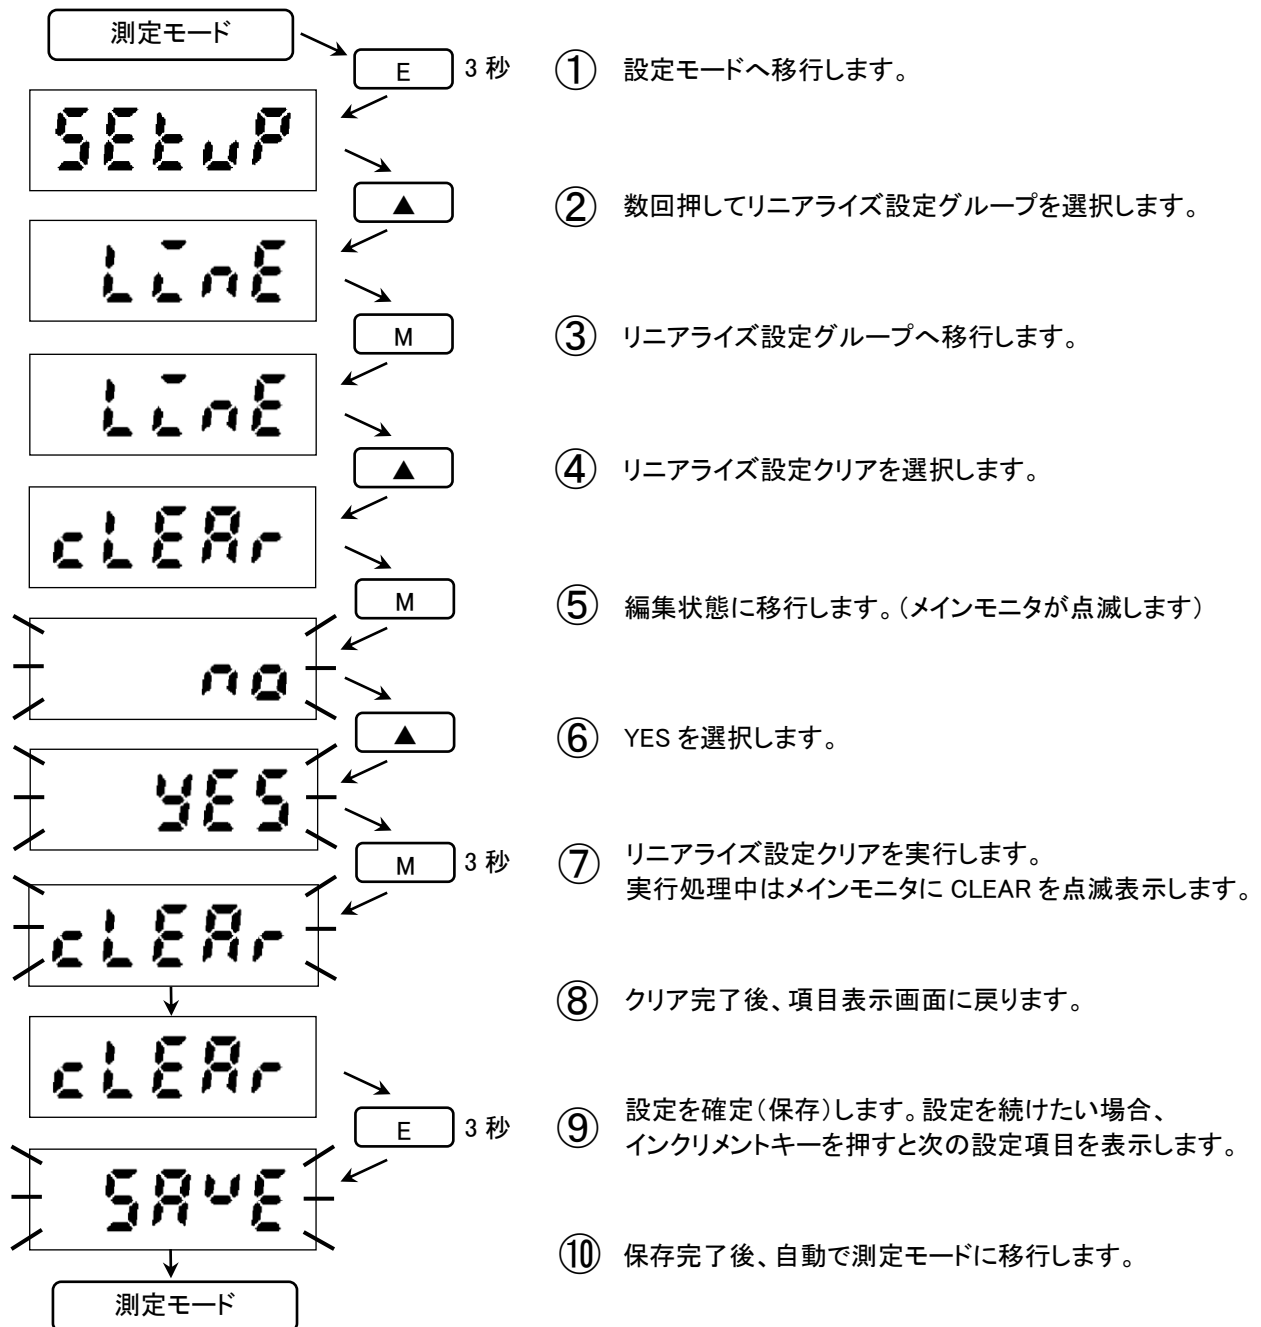 測定モード
E 3 秒 ① 設定モードへ移行します。
SEtuP
▲ ② 数回押してリニアライズ設定グループを選択します。
LinE
M ③ リニアライズ設定グループへ移行します。
LinE
▲ ④ リニアライズ設定クリアを選択します。
cLEAr
M ⑤ 編集状態に移行します。（メインモニタが点滅します）
no
▲ ⑥ YES を選択します。
YES
M 3 秒 ⑦ リニアライズ設定クリアを実行します。
実行処理中はメインモニタに CLEAR を点滅表示します。
cLEAr
⑧ クリア完了後、項目表示画面に戻ります。
cLEAr
E 3 秒 ⑨ 設定を確定（保存）します。設定を続けたい場合、
インクリメントキーを押すと次の設定項目を表示します。
SAvE
⑩ 保存完了後、自動で測定モードに移行します。
測定モード